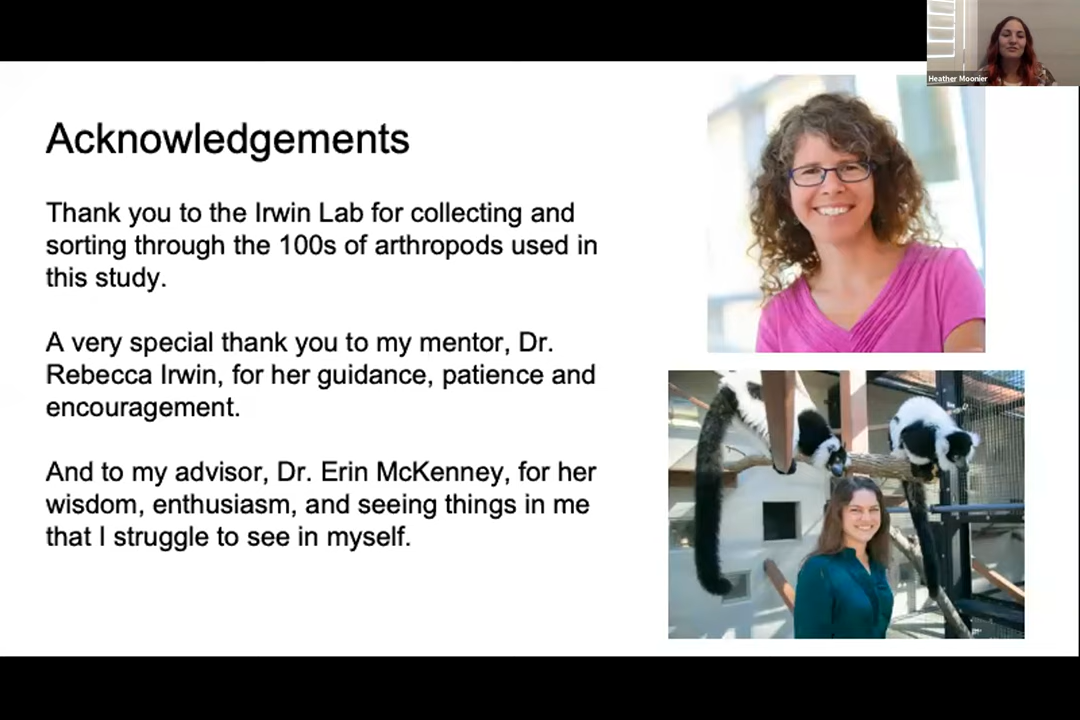 Heather Moonier
Acknowledgements
Thank you to the Irwin Lab for collecting and
sorting through the 100s of arthropods used in
this study.
A very special thank you to my mentor, Dr.
Rebecca Irwin, for her guidance, patience and
encouragement.
And to my advisor, Dr. Erin McKenney, for her
wisdom, enthusiasm, and seeing things in me
that I struggle to see in myself.